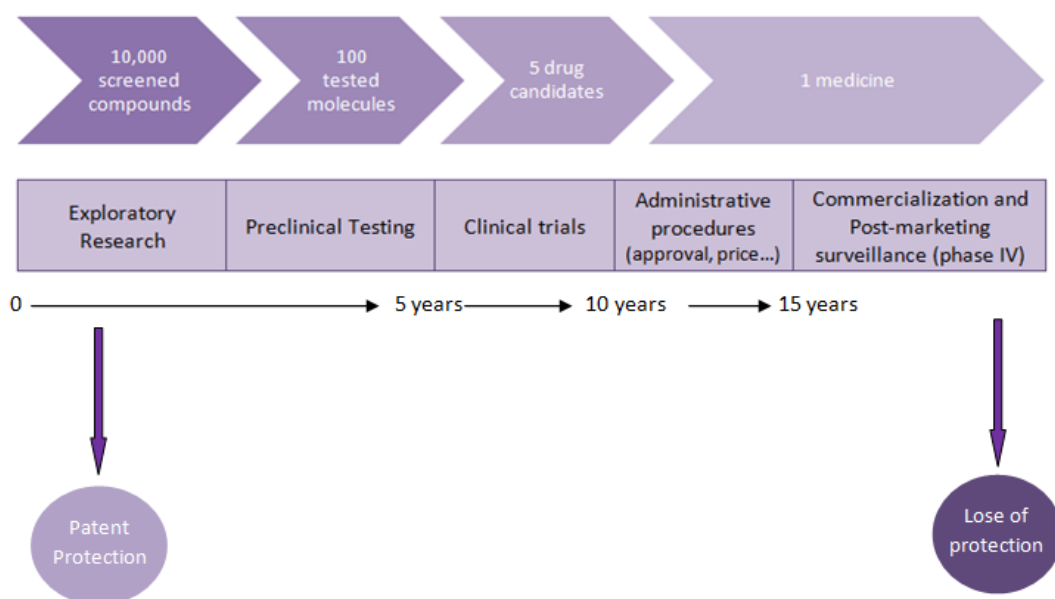 10,000
screened
compounds
100
tested
molecules
5 drug
candidates
1 medicine
Exploratory
Research
Preclinical Testing
Clinical trials
Administrative
procedures
(approval, price...)
Commercialization and
Post-marketing
surveillance (phase IV)
0
5 years
10 years
15 years
Patent
Protection
Lose of
protection